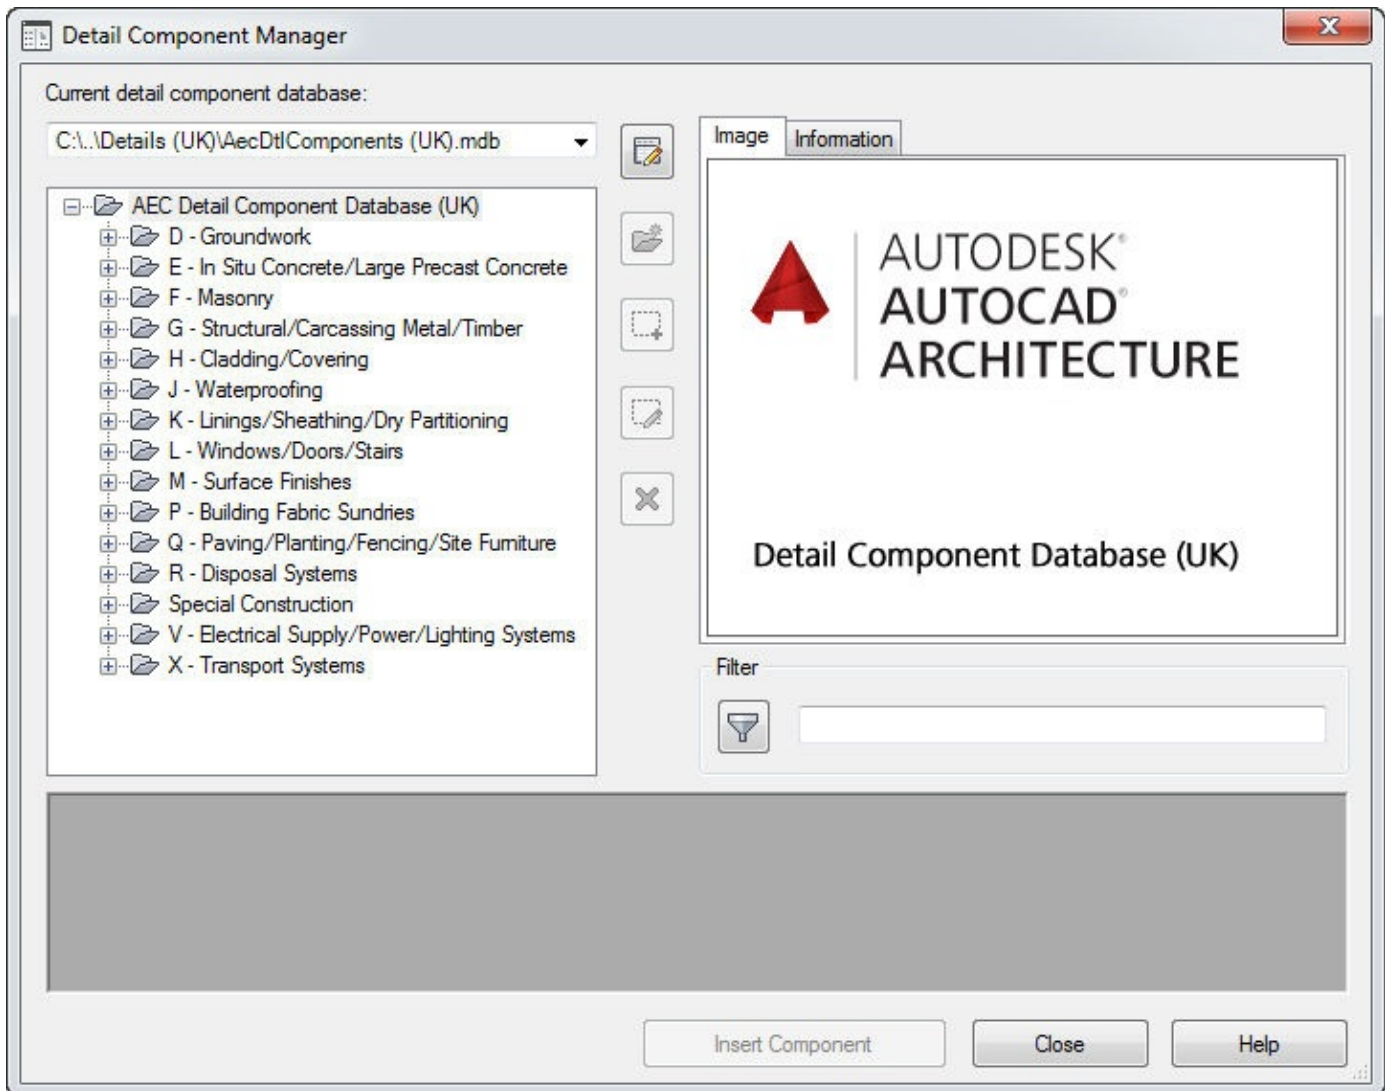 Detail Component Manager
Current detail component database:
C:\..\Details (UK)\AecDtlComponents (UK).mdb
AEC Detail Component Database (UK)
D - Groundwork
E - In Situ Concrete/Large Precast Concrete
F - Masonry
G - Structural/Carcassing Metal/Timber
H - Cladding/Covering
J - Waterproofing
K - Linings/Sheathing/Dry Partitioning
L - Windows/Doors/Stairs
M - Surface Finishes
P - Building Fabric Sundries
Q - Paving/Planting/Fencing/Site Furniture
R - Disposal Systems
Special Construction
V - Electrical Supply/Power/Lighting Systems
X - Transport Systems
Image Information
AUTODESK®
AUTOCAD®
ARCHITECTURE
Detail Component Database (UK)
Filter
Insert Component Close Help